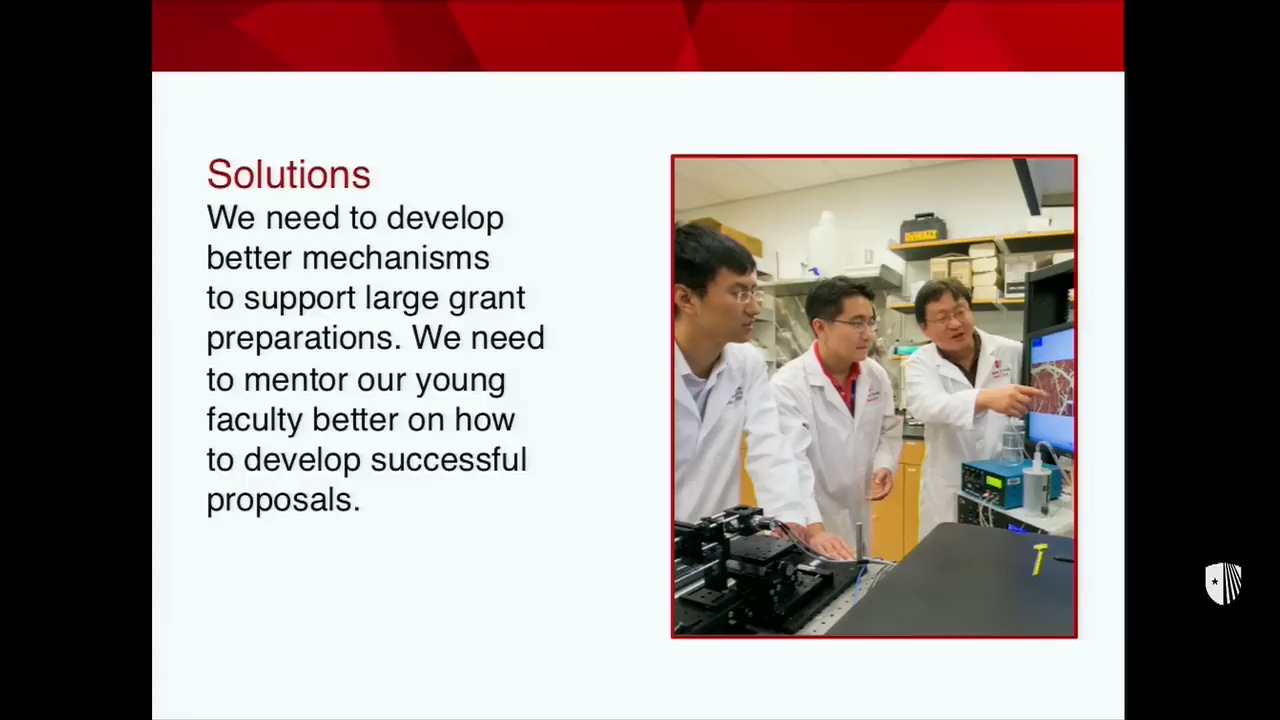 Solutions
We need to develop
better mechanisms
to support large grant
preparations. We need
to mentor our young
faculty better on how
to develop successful
proposals.
DEWALT